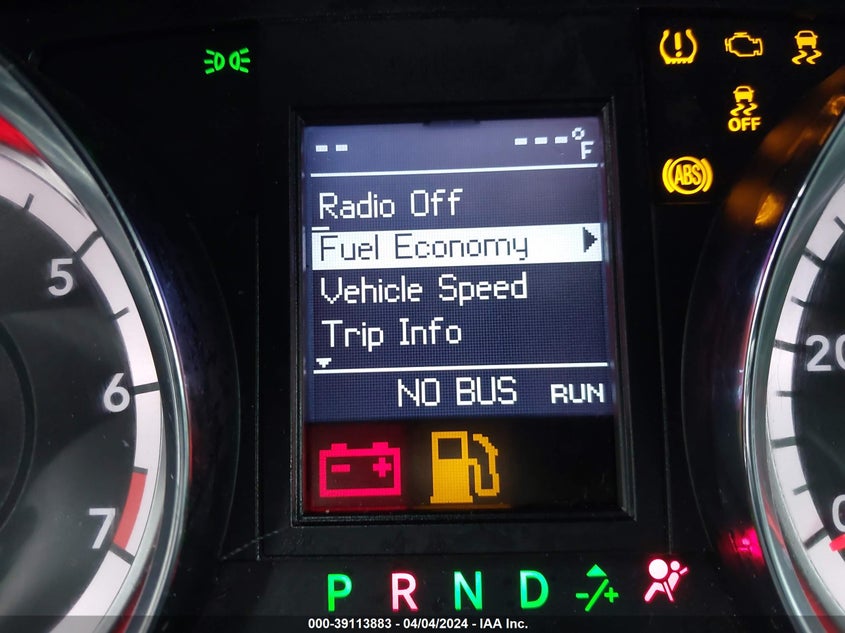 -- ---°F
Radio Off
Fuel Economy
Vehicle Speed
Trip Info
NO BUS RUN
OFF
ABS
5
6
7
20
0
P R N D -/+
000-39113883 - 04/04/2024 - IAA Inc.